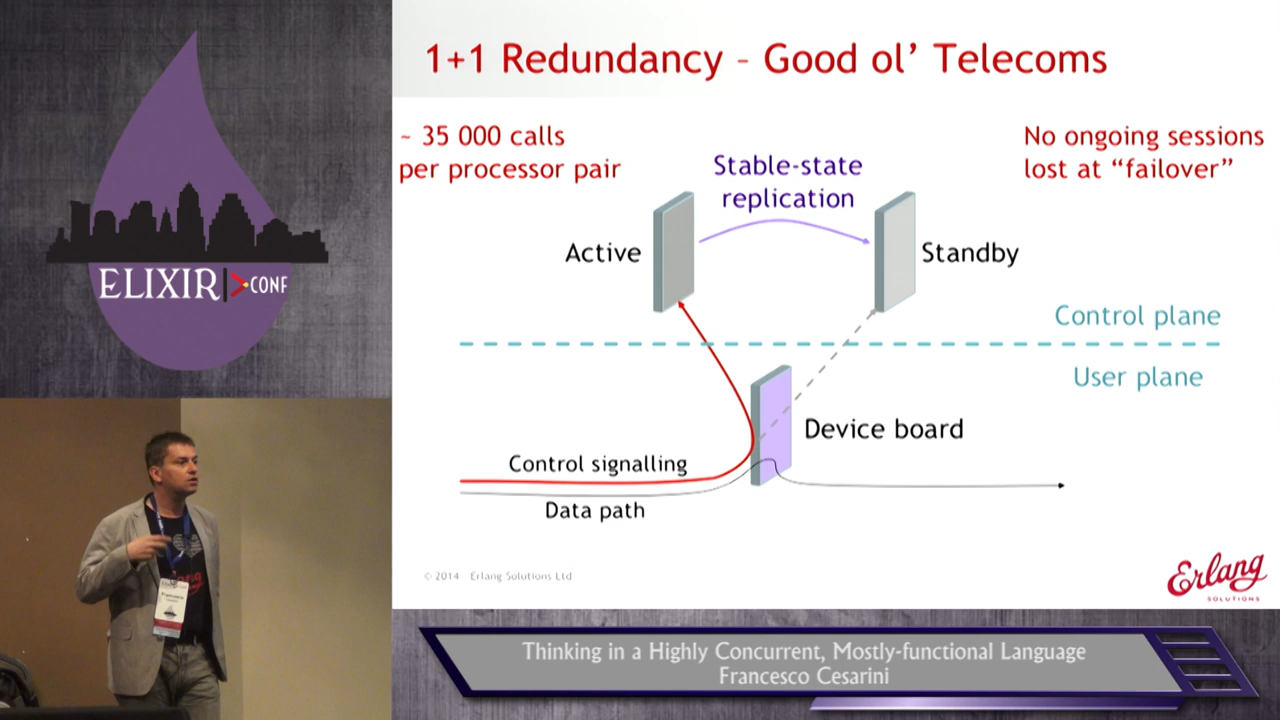 1+1 Redundancy – Good ol' Telecoms
~ 35 000 calls
per processor pair
No ongoing sessions
lost at “failover”
Stable-state
replication
Active
Standby
Control plane
User plane
Device board
Control signalling
Data path
© 2014 Erlang Solutions Ltd
Erlang
SOLUTIONS
ELIXIR CONF
Thinking in a Highly Concurrent, Mostly-functional Language
Francesco Cesarini